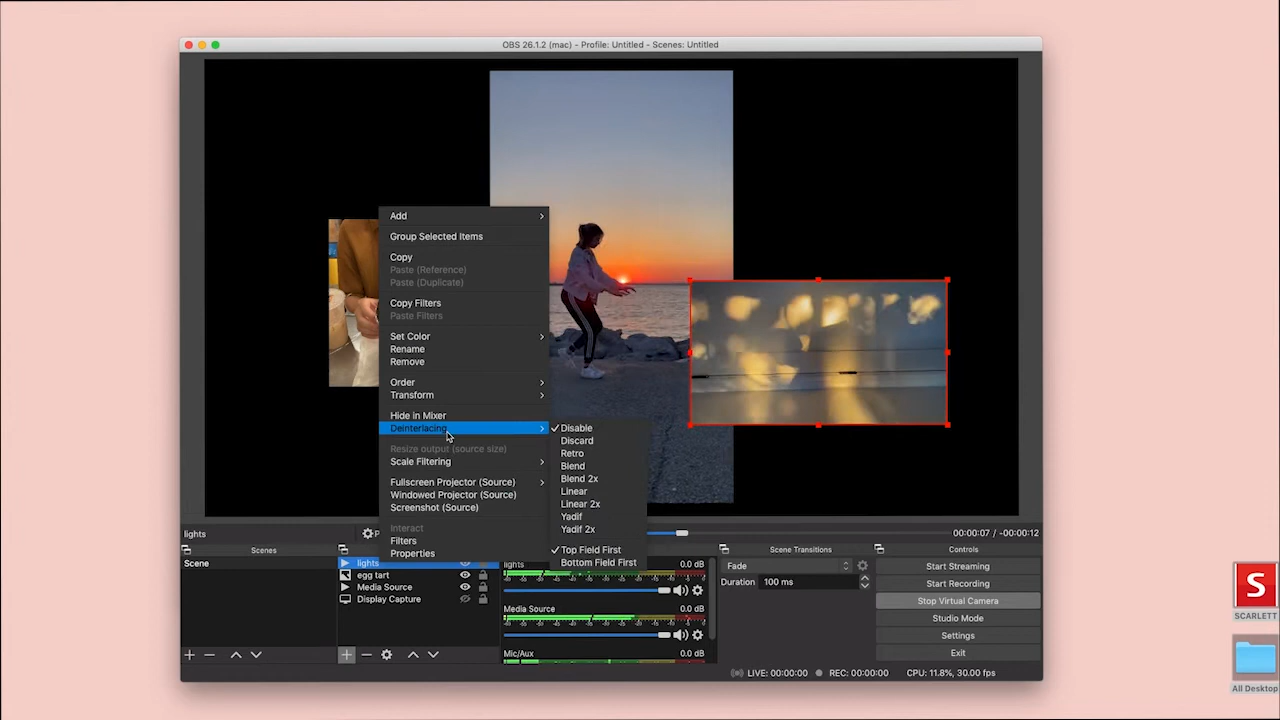 OBS 26.1.2 (mac) - Profile: Untitled - Scenes: Untitled
Add
Group Selected Items
Copy
Paste (Reference)
Paste (Duplicate)
Copy Filters
Paste Filters
Set Color
Rename
Remove
Order
Transform
Hide in Mixer
Deinterlacing
Resize output (source size)
Scale Filtering
Fullscreen Projector (Source)
Windowed Projector (Source)
Screenshot (Source)
Interact
Filters
Properties
Disable
Discard
Retro
Blend
Blend 2x
Linear
Linear 2x
Yadif
Yadif 2x
Top Field First
Bottom Field First
lights
00:00:07 / -00:00:12
Scenes
Scene
lights
egg tart
Media Source
Display Capture
lights 0.0 dB
Media Source 0.0 dB
Mic/Aux 0.0 dB
Scene Transitions
Fade
Duration 100 ms
Controls
Start Streaming
Start Recording
Stop Virtual Camera
Studio Mode
Settings
Exit
LIVE: 00:00:00 REC: 00:00:00 CPU: 11.8%, 30.00 fps
S
SCARLETT
All Desktop